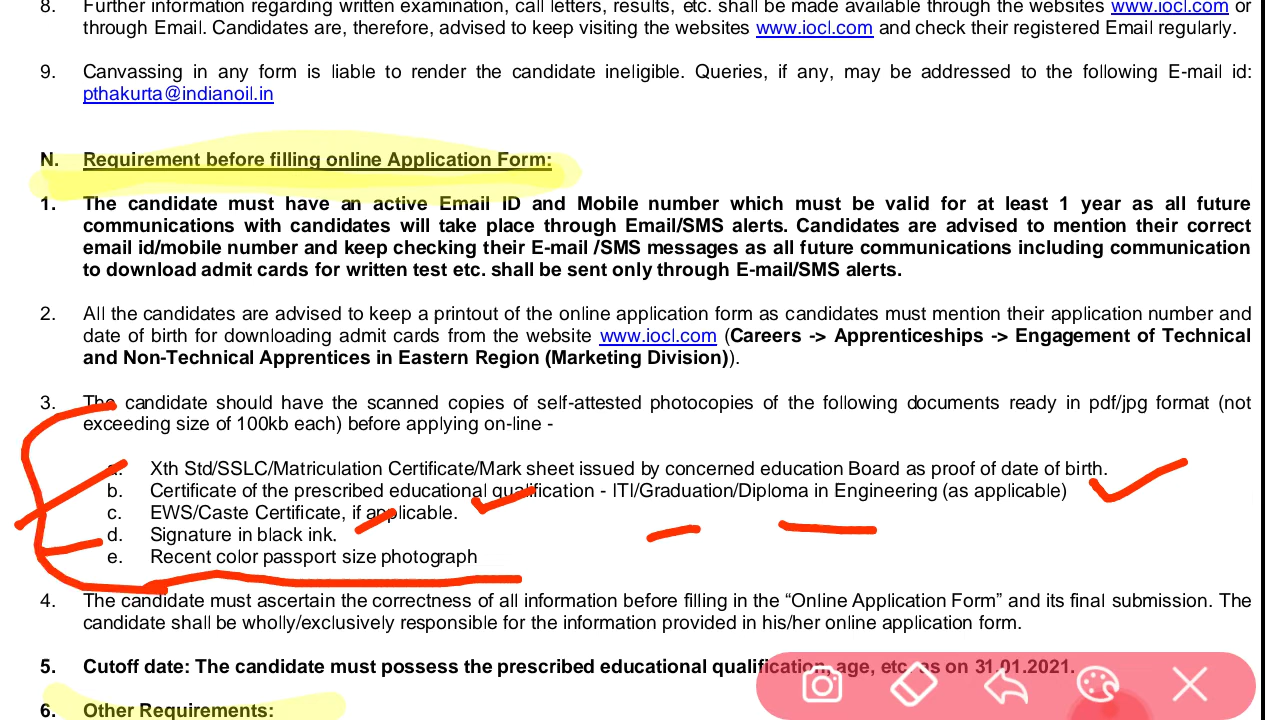 8. Further information regarding written examination, call letters, results, etc. shall be made available through the websites www.iocl.com or
through Email. Candidates are, therefore, advised to keep visiting the websites www.iocl.com and check their registered Email regularly.
9. Canvassing in any form is liable to render the candidate ineligible. Queries, if any, may be addressed to the following E-mail id:
pthakurta@indianoil.in
N. Requirement before filling online Application Form:
1. The candidate must have an active Email ID and Mobile number which must be valid for at least 1 year as all future
communications with candidates will take place through Email/SMS alerts. Candidates are advised to mention their correct
email id/mobile number and keep checking their E-mail /SMS messages as all future communications including communication
to download admit cards for written test etc. shall be sent only through E-mail/SMS alerts.
2. All the candidates are advised to keep a printout of the online application form as candidates must mention their application number and
date of birth for downloading admit cards from the website www.iocl.com (Careers -> Apprenticeships -> Engagement of Technical
and Non-Technical Apprentices in Eastern Region (Marketing Division)).
3. The candidate should have the scanned copies of self-attested photocopies of the following documents ready in pdf/jpg format (not
exceeding size of 100kb each) before applying on-line -
a. Xth Std/SSLC/Matriculation Certificate/Mark sheet issued by concerned education Board as proof of date of birth.
b. Certificate of the prescribed educational qualification - ITI/Graduation/Diploma in Engineering (as applicable)
c. EWS/Caste Certificate, if applicable.
d. Signature in black ink.
e. Recent color passport size photograph
4. The candidate must ascertain the correctness of all information before filling in the “Online Application Form” and its final submission. The
candidate shall be wholly/exclusively responsible for the information provided in his/her online application form.
5. Cutoff date: The candidate must possess the prescribed educational qualification, age, etc. as on 31.01.2021.
6. Other Requirements: